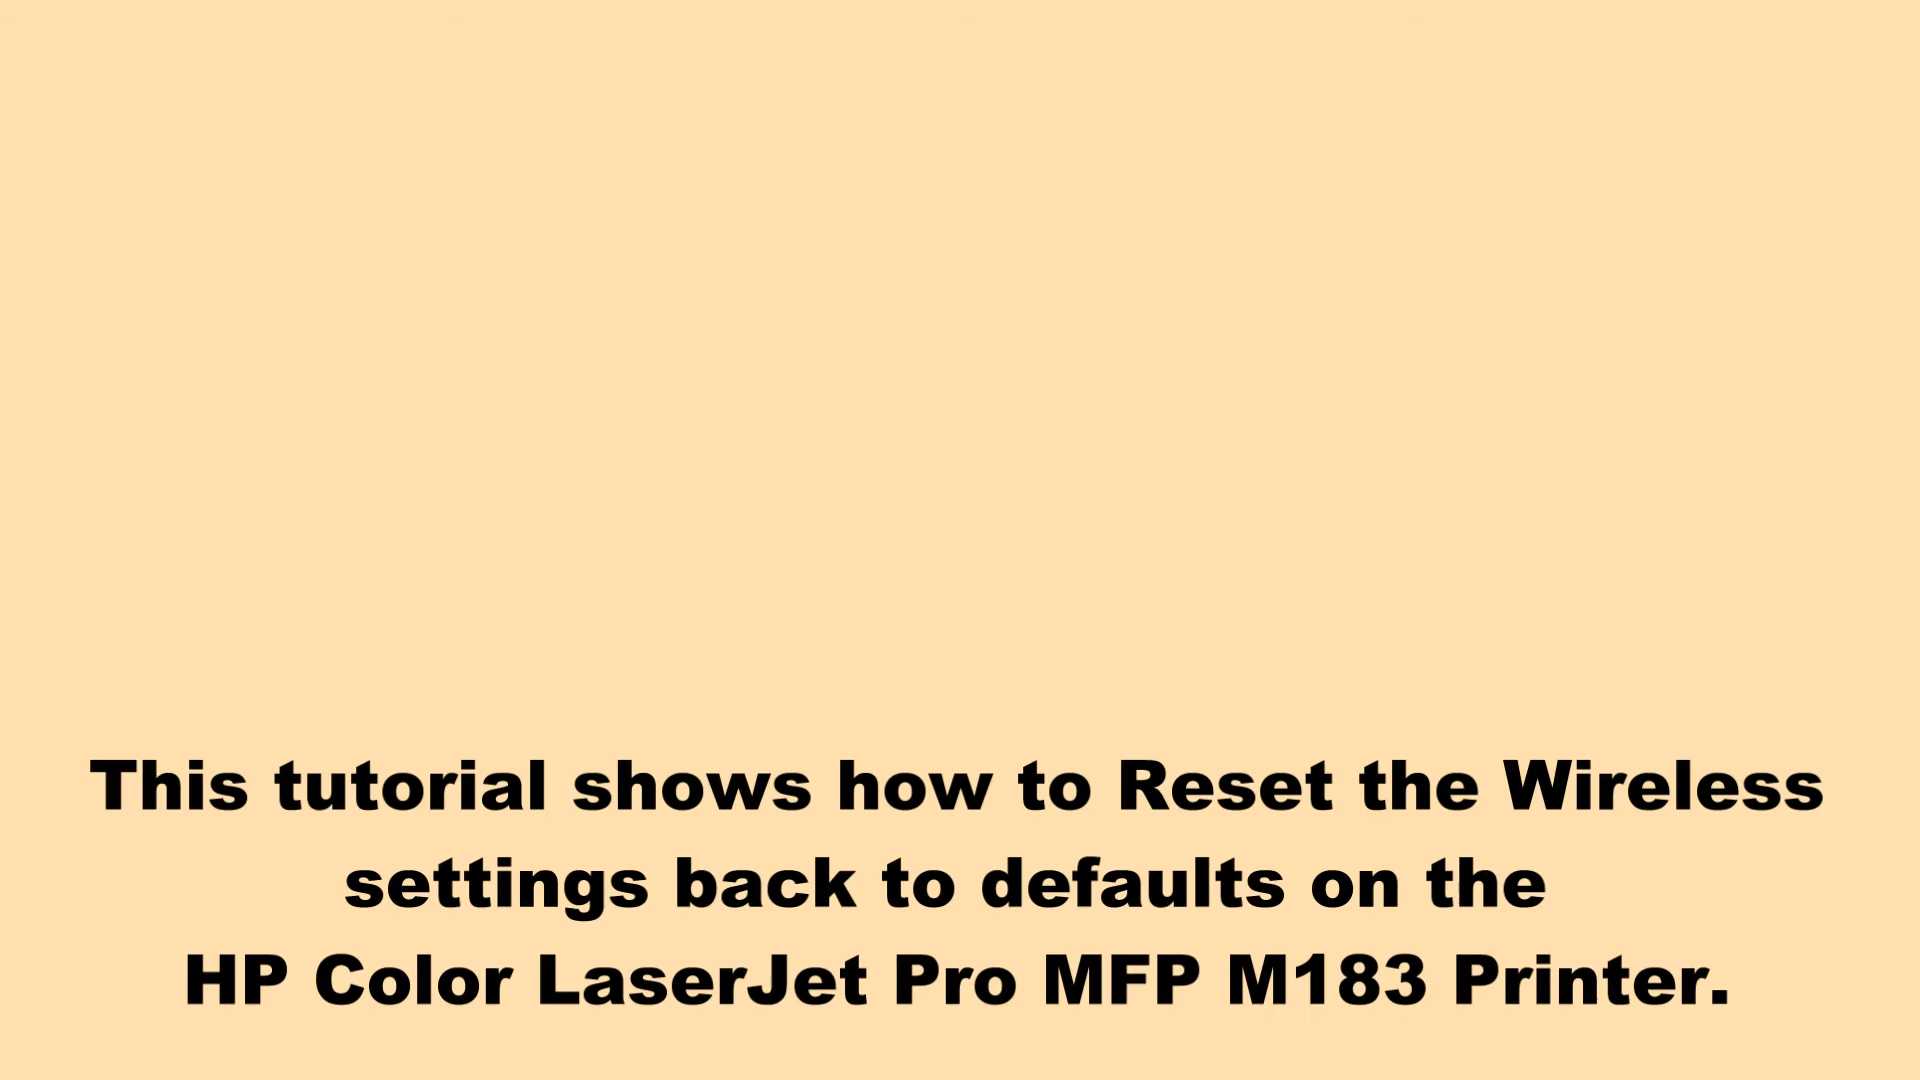 This tutorial shows how to Reset the Wireless
settings back to defaults on the
HP Color LaserJet Pro MFP M183 Printer.